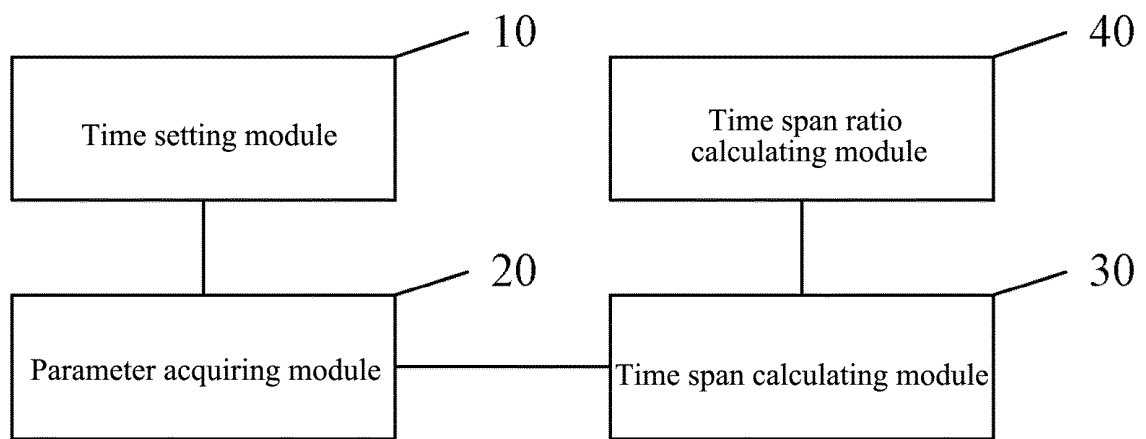 10
Time setting module
40
Time span ratio
calculating module
20
Parameter acquiring module
30
Time span calculating module